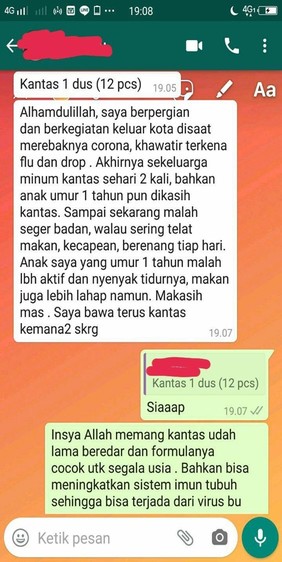 4G
19:08
4G
Aa
Kantas 1 dus (12 pcs) 19.05
Alhamdulillah, saya berpergian
dan berkegiatan keluar kota disaat
merebaknya corona, khawatir terkena
flu dan drop . Akhirnya sekeluarga
minum kantas sehari 2 kali, bahkan
anak umur 1 tahun pun dikasih
kantas. Sampai sekarang malah
seger badan, walau sering telat
makan, kecapean, berenang tiap hari.
Anak saya yang umur 1 tahun malah
lbh aktif dan nyenyak tidurnya, makan
juga lebih lahap namun. Makasih
mas . Saya bawa terus kantas
kemana2 skrg
19.07
Kantas 1 dus (12 pcs)
Siaaap 19.07
Insya Allah memang kantas udah
lama beredar dan formulanya
cocok utk segala usia . Bahkan bisa
meningkatkan sistem imun tubuh
sehingga bisa terjada dari virus bu
Ketik pesan